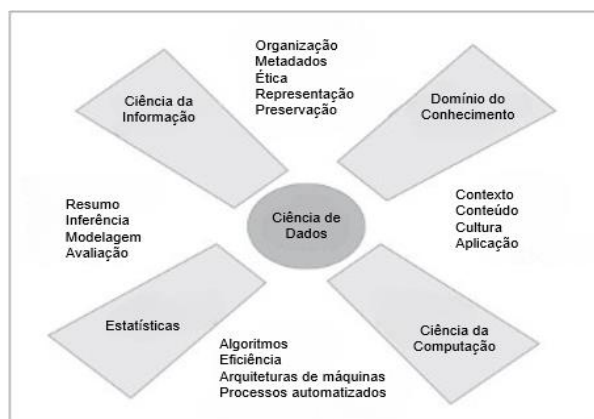 Organização
Metadados
Ética
Representação
Preservação
Ciência da
Informação
Domínio do
Conhecimento
Resumo
Inferência
Modelagem
Avaliação
Ciência de
Dados
Contexto
Conteúdo
Cultura
Aplicação
Estatísticas
Algoritmos
Eficiência
Arquiteturas de máquinas
Processos automatizados
Ciência da
Computação